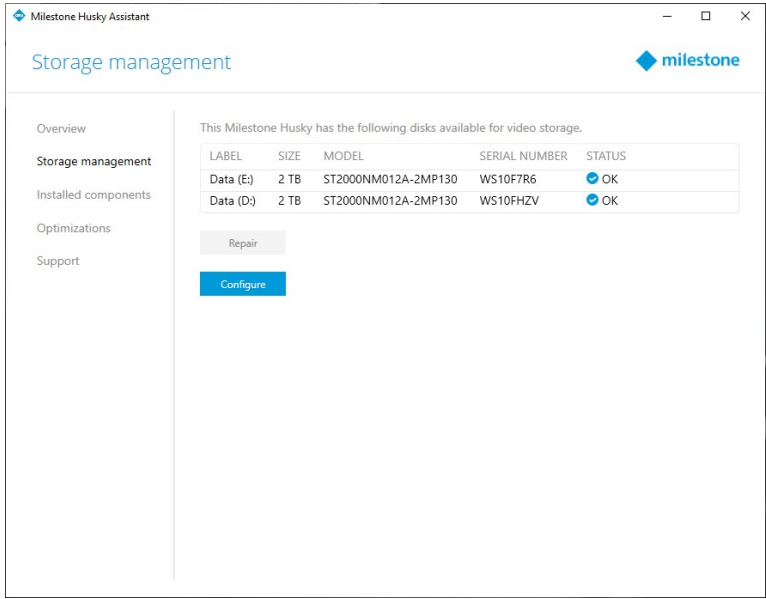 Milestone Husky Assistant
Storage management
milestone
Overview
Storage management
Installed components
Optimizations
Support
This Milestone Husky has the following disks available for video storage.
LABEL SIZE MODEL SERIAL NUMBER STATUS
Data (E:) 2 TB ST2000NM012A-2MP130 WS10F7R6 OK
Data (D:) 2 TB ST2000NM012A-2MP130 WS10FHZV OK
Repair
Configure